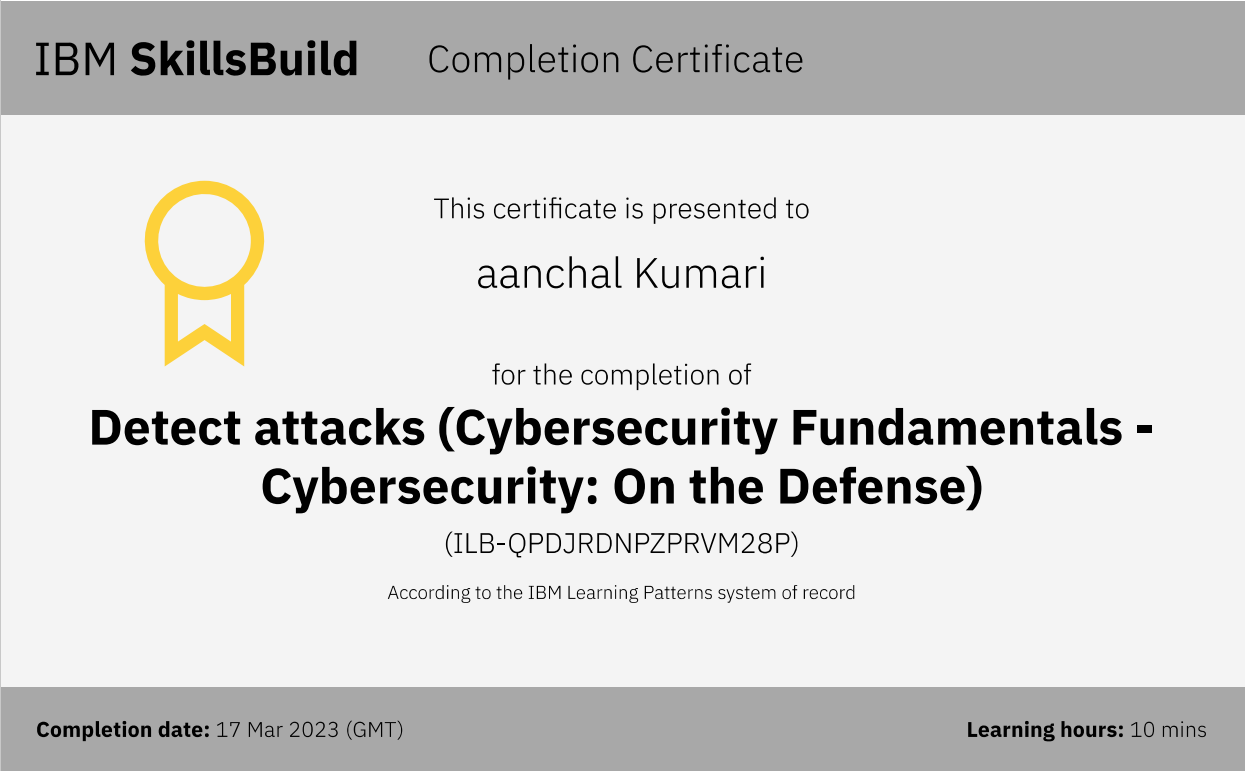 IBM SkillsBuild Completion Certificate
This certificate is presented to
aanchal Kumari
for the completion of
Detect attacks (Cybersecurity Fundamentals -
Cybersecurity: On the Defense)
(ILB-QPDJRDNPZPRVM28P)
According to the IBM Learning Patterns system of record
Completion date: 17 Mar 2023 (GMT)
Learning hours: 10 mins